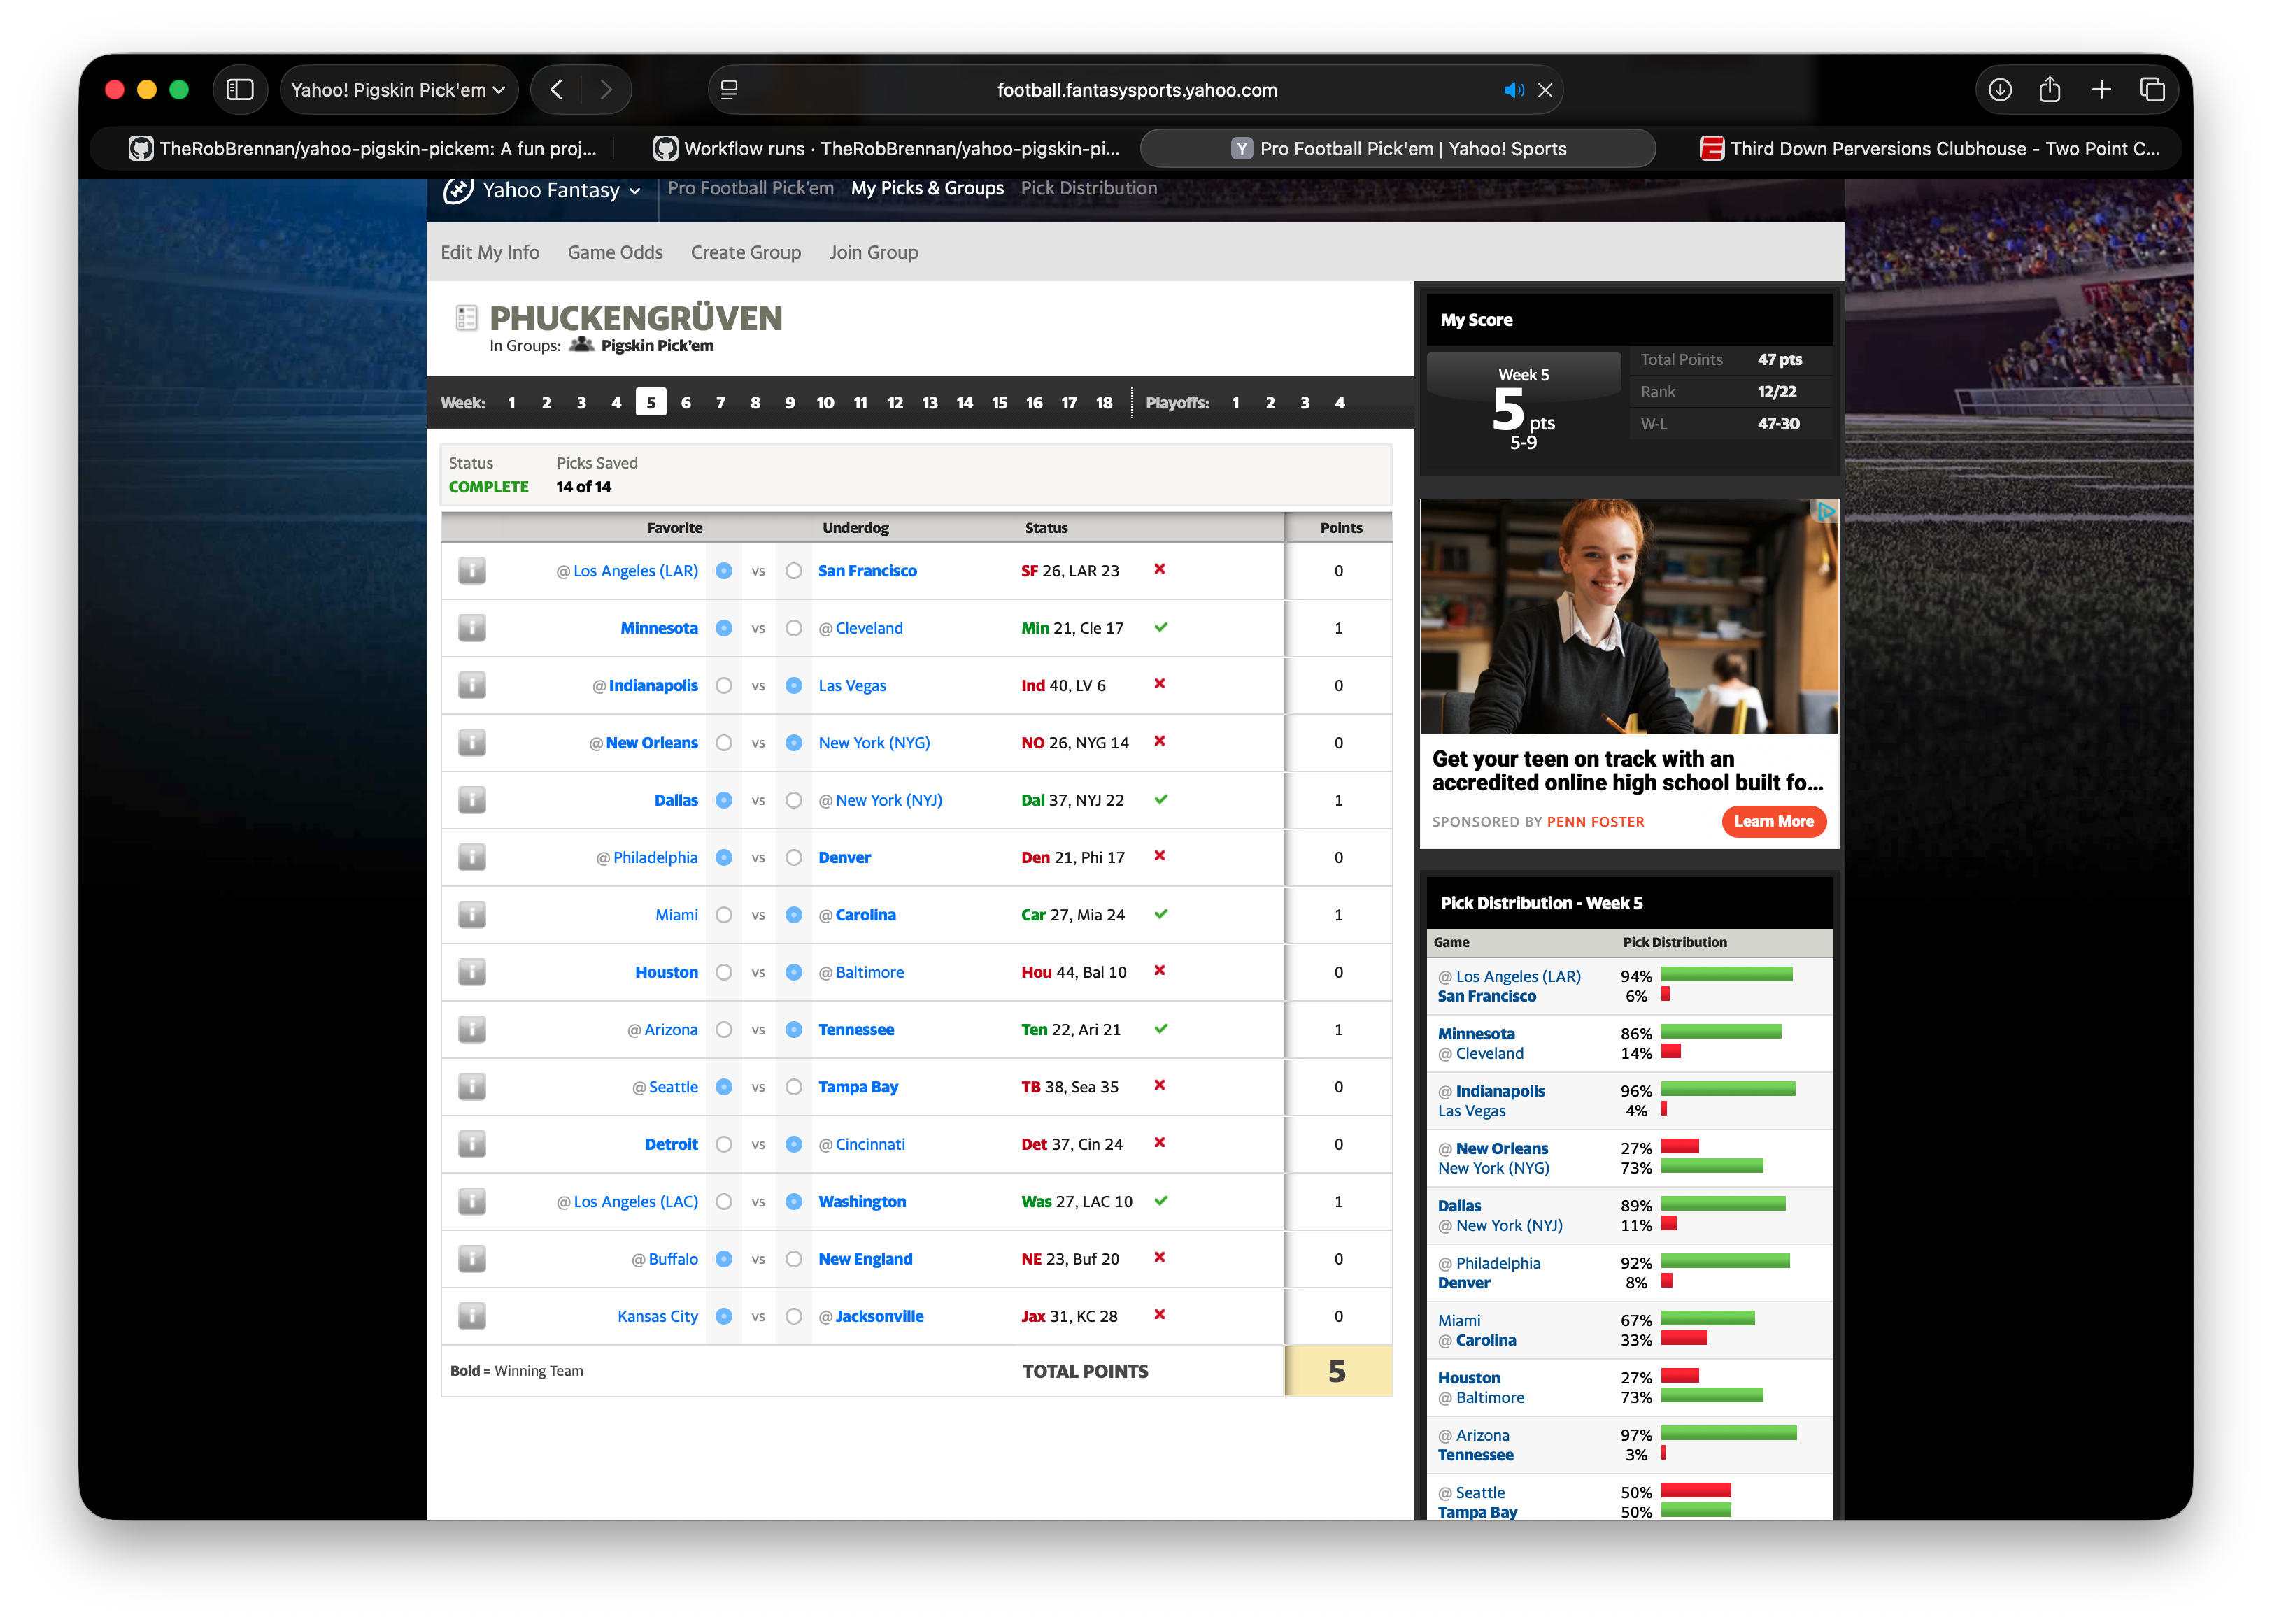 Yahoo! Pigskin Pick'em
football.fantasysports.yahoo.com
TheRobBrennan/yahoo-pigskin-pickem: A fun proj...
Workflow runs · TheRobBrennan/yahoo-pigskin-pi...
Y Pro Football Pick'em | Yahoo! Sports
Third Down Perversions Clubhouse - Two Point C...
Yahoo Fantasy
Pro Football Pick'em
My Picks & Groups
Pick Distribution
Edit My Info
Game Odds
Create Group
Join Group
PHUCKENGRÜVEN
In Groups: Pigskin Pick'em
Week: 1 2 3 4 5 6 7 8 9 10 11 12 13 14 15 16 17 18 Playoffs: 1 2 3 4
Status Picks Saved
COMPLETE 14 of 14
Favorite Underdog Status Points
@ Los Angeles (LAR) vs San Francisco SF 26, LAR 23 0
Minnesota vs @ Cleveland Min 21, Cle 17 1
@ Indianapolis vs Las Vegas Ind 40, LV 6 0
@ New Orleans vs New York (NYG) NO 26, NYG 14 0
Dallas vs @ New York (NYJ) Dal 37, NYJ 22 1
@ Philadelphia vs Denver Den 21, Phi 17 0
Miami vs @ Carolina Car 27, Mia 24 1
Houston vs @ Baltimore Hou 44, Bal 10 0
@ Arizona vs Tennessee Ten 22, Ari 21 1
@ Seattle vs Tampa Bay TB 38, Sea 35 0
Detroit vs @ Cincinnati Det 37, Cin 24 0
@ Los Angeles (LAC) vs Washington Was 27, LAC 10 1
@ Buffalo vs New England NE 23, Buf 20 0
Kansas City vs @ Jacksonville Jax 31, KC 28 0
Bold = Winning Team TOTAL POINTS 5
My Score
Week 5
5 pts
5-9
Total Points 47 pts
Rank 12/22
W-L 47-30
Get your teen on track with an
accredited online high school built fo...
SPONSORED BY PENN FOSTER
Learn More
Pick Distribution - Week 5
Game Pick Distribution
@ Los Angeles (LAR) 94%
San Francisco 6%
Minnesota 86%
@ Cleveland 14%
@ Indianapolis 96%
Las Vegas 4%
@ New Orleans 27%
New York (NYG) 73%
Dallas 89%
@ New York (NYJ) 11%
@ Philadelphia 92%
Denver 8%
Miami 67%
@ Carolina 33%
Houston 27%
@ Baltimore 73%
@ Arizona 97%
Tennessee 3%
@ Seattle 50%
Tampa Bay 50%